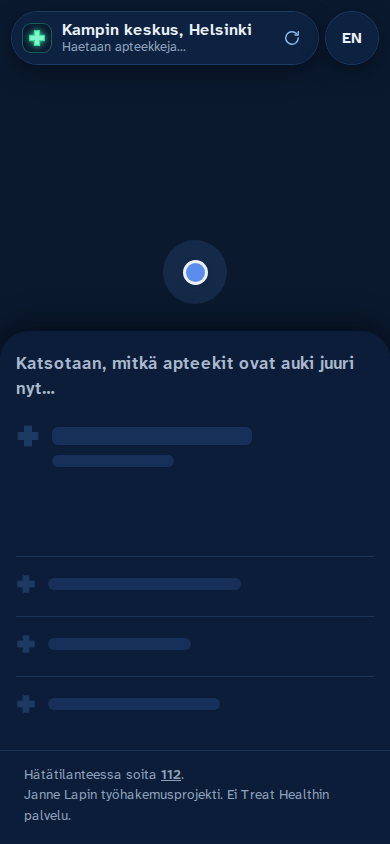 Kampin keskus, Helsinki
Haetaan apteekkeja…
EN
Katsotaan, mitkä apteekit ovat auki juuri
nyt…
Hätätilanteessa soita 112.
Janne Lapin työhakemusprojekti. Ei Treat Healthin
palvelu.